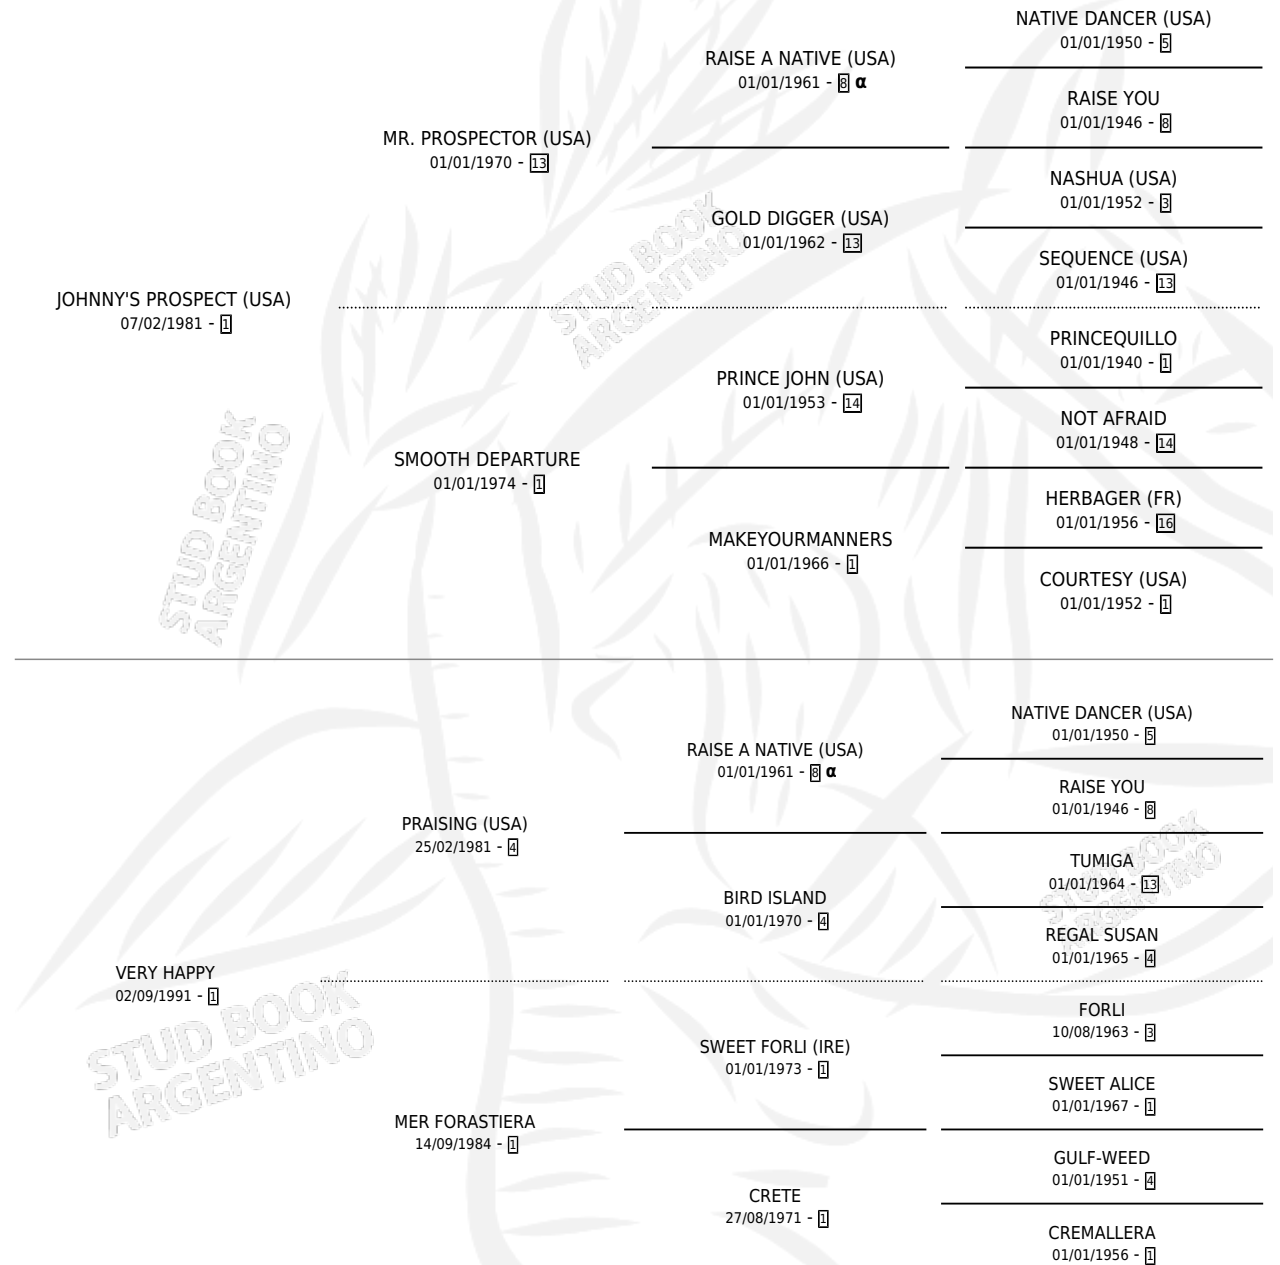 NATIVE DANCER (USA)
01/01/1950 - 5
RAISE A NATIVE (USA)
01/01/1961 - 8 α
RAISE YOU
01/01/1946 - 8
MR. PROSPECTOR (USA)
01/01/1970 - 13
NASHUA (USA)
01/01/1952 - 3
GOLD DIGGER (USA)
01/01/1962 - 13
SEQUENCE (USA)
01/01/1946 - 13
JOHNNY'S PROSPECT (USA)
07/02/1981 - 1
PRINCEQUILLO
01/01/1940 - 1
PRINCE JOHN (USA)
01/01/1953 - 14
NOT AFRAID
01/01/1948 - 14
SMOOTH DEPARTURE
01/01/1974 - 1
HERBAGER (FR)
01/01/1956 - 16
MAKEYOURMANNERS
01/01/1966 - 1
COURTESY (USA)
01/01/1952 - 1
STUD BOOK
ARGENTINO
STUD BOOK
ARGENTINO
NATIVE DANCER (USA)
01/01/1950 - 5
RAISE A NATIVE (USA)
01/01/1961 - 8 α
RAISE YOU
01/01/1946 - 8
PRAISING (USA)
25/02/1981 - 4
TUMIGA
01/01/1964 - 13
BIRD ISLAND
01/01/1970 - 4
REGAL SUSAN
01/01/1965 - 4
VERY HAPPY
02/09/1991 - 1
FORLI
10/08/1963 - 3
SWEET FORLI (IRE)
01/01/1973 - 1
SWEET ALICE
01/01/1967 - 1
MER FORASTIERA
14/09/1984 - 1
GULF-WEED
01/01/1951 - 4
CRETE
27/08/1971 - 1
CREMALLERA
01/01/1956 - 1
STUD BOOK
ARGENTINO
STUD BOOK
ARGENTINO